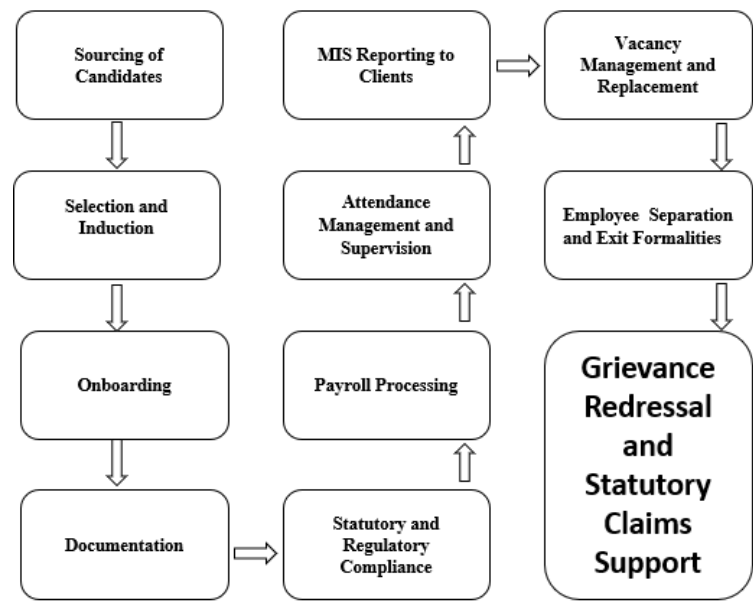 Sourcing of
Candidates
Selection and
Induction
Onboarding
Documentation
Statutory and
Regulatory
Compliance
Payroll Processing
Attendance
Management and
Supervision
MIS Reporting to
Clients
Vacancy
Management and
Replacement
Employee Separation
and Exit Formalities
Grievance
Redressal
and
Statutory
Claims
Support